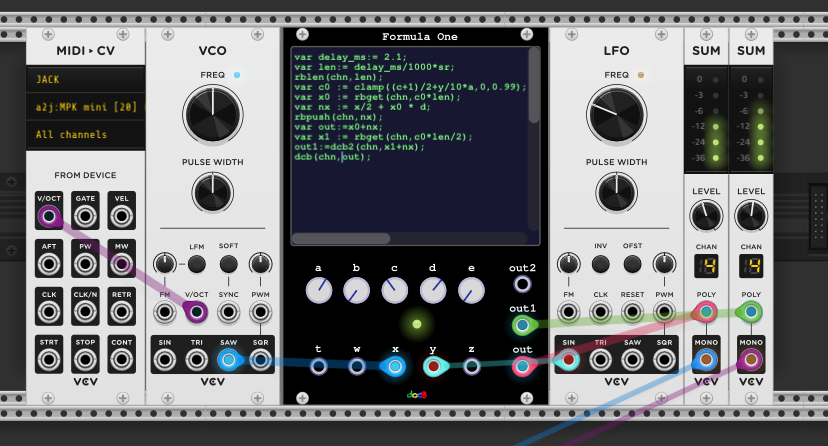 MIDI ▸ CV
JACK
a2j:MPK mini [20]
All channels
FROM DEVICE
V/OCT GATE VEL
AFT PW MW
CLK CLK/N RETR
STRT STOP CONT
VCV
VCO
FREQ
PULSE WIDTH
LFM SOFT
FM V/OCT SYNC PWM
SIN TRI SAW SQR
VCV
Formula One
var delay_ms:= 2.1;
var len:= delay_ms/1000*sr;
rblen(chn,len);
var c0 := clamp((c+1)/2+y/10*a,0,0.99);
var x0 := rbget(chn,c0*len);
var nx := x/2 + x0 * d;
rbpush(chn,nx);
var out:=x0+nx;
var x1 := rbget(chn,c0*len/2);
out1:=dcb2(chn,x1+nx);
dcb(chn,out);
a b c d e out2
out1
t w x y z out
docB
LFO
FREQ
PULSE WIDTH
INV OFST
FM CLK RESET PWM
SIN TRI SAW SQR
VCV
SUM
0
-3
-6
-12
-24
-36
LEVEL
CHAN
4
POLY
MONO
VCV
SUM
0
-3
-6
-12
-24
-36
LEVEL
CHAN
4
POLY
MONO
VCV